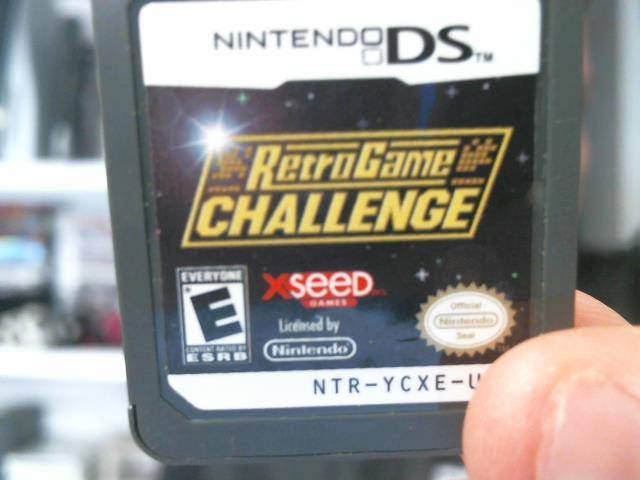 NINTENDO DS™
RetroGame
CHALLENGE
EVERYONE
E
CONTENT RATED BY
ESRB
XSEED
GAMES
Licensed by
Nintendo
Official
Nintendo
Seal
NTR-YCXE-U